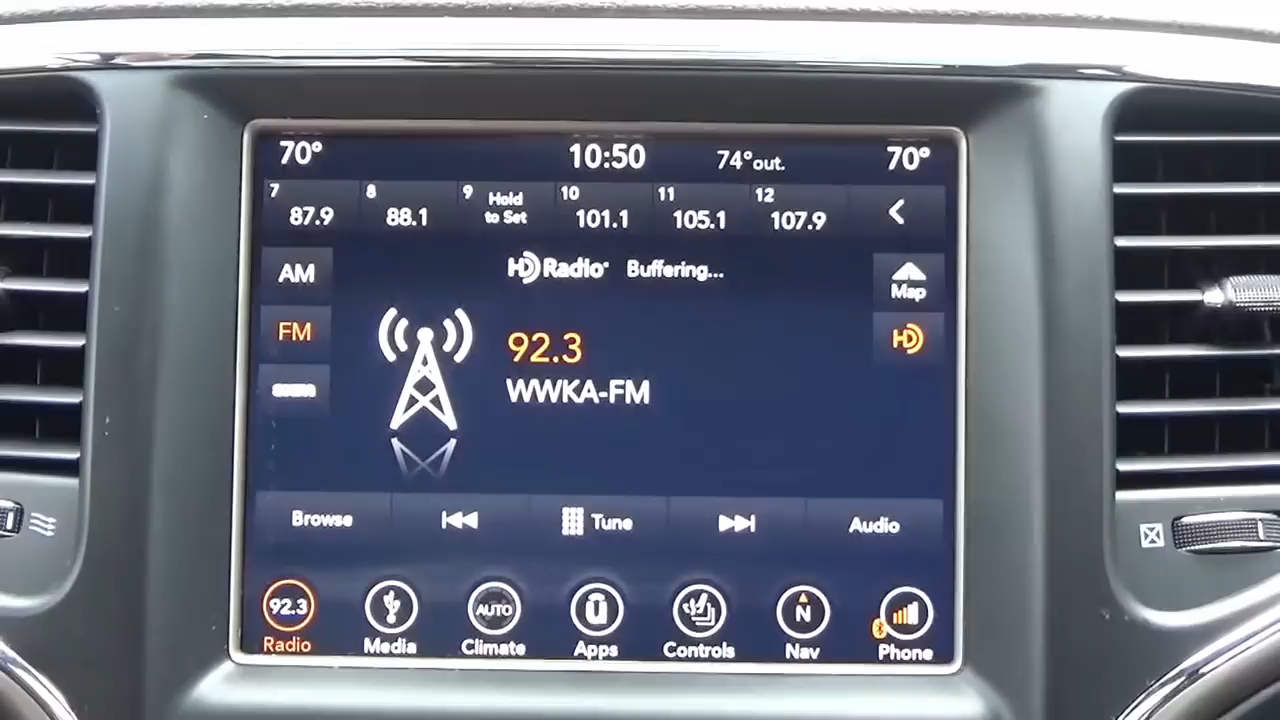 70° 10:50 74°out. 70°
7 8 9 Hold 10 11 12
87.9 88.1 to Set 101.1 105.1 107.9
AM HD Radio Buffering... Map
FM 92.3 HD
WWKA-FM
Browse Tune Audio
92.3 AUTO N
Radio Media Climate Apps Controls Nav Phone